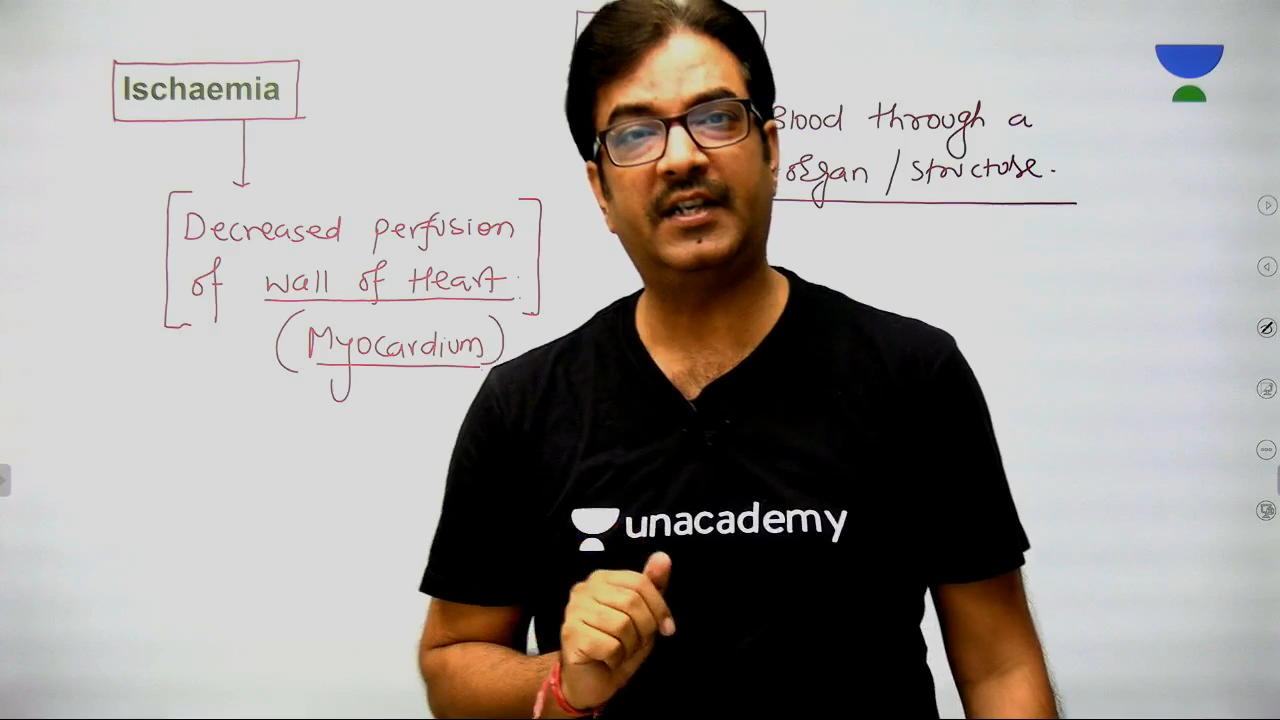 Ischaemia
Decreased perfusion
of wall of Heart.
(Myocardium)
Blood through a
organ / structure.
unacademy